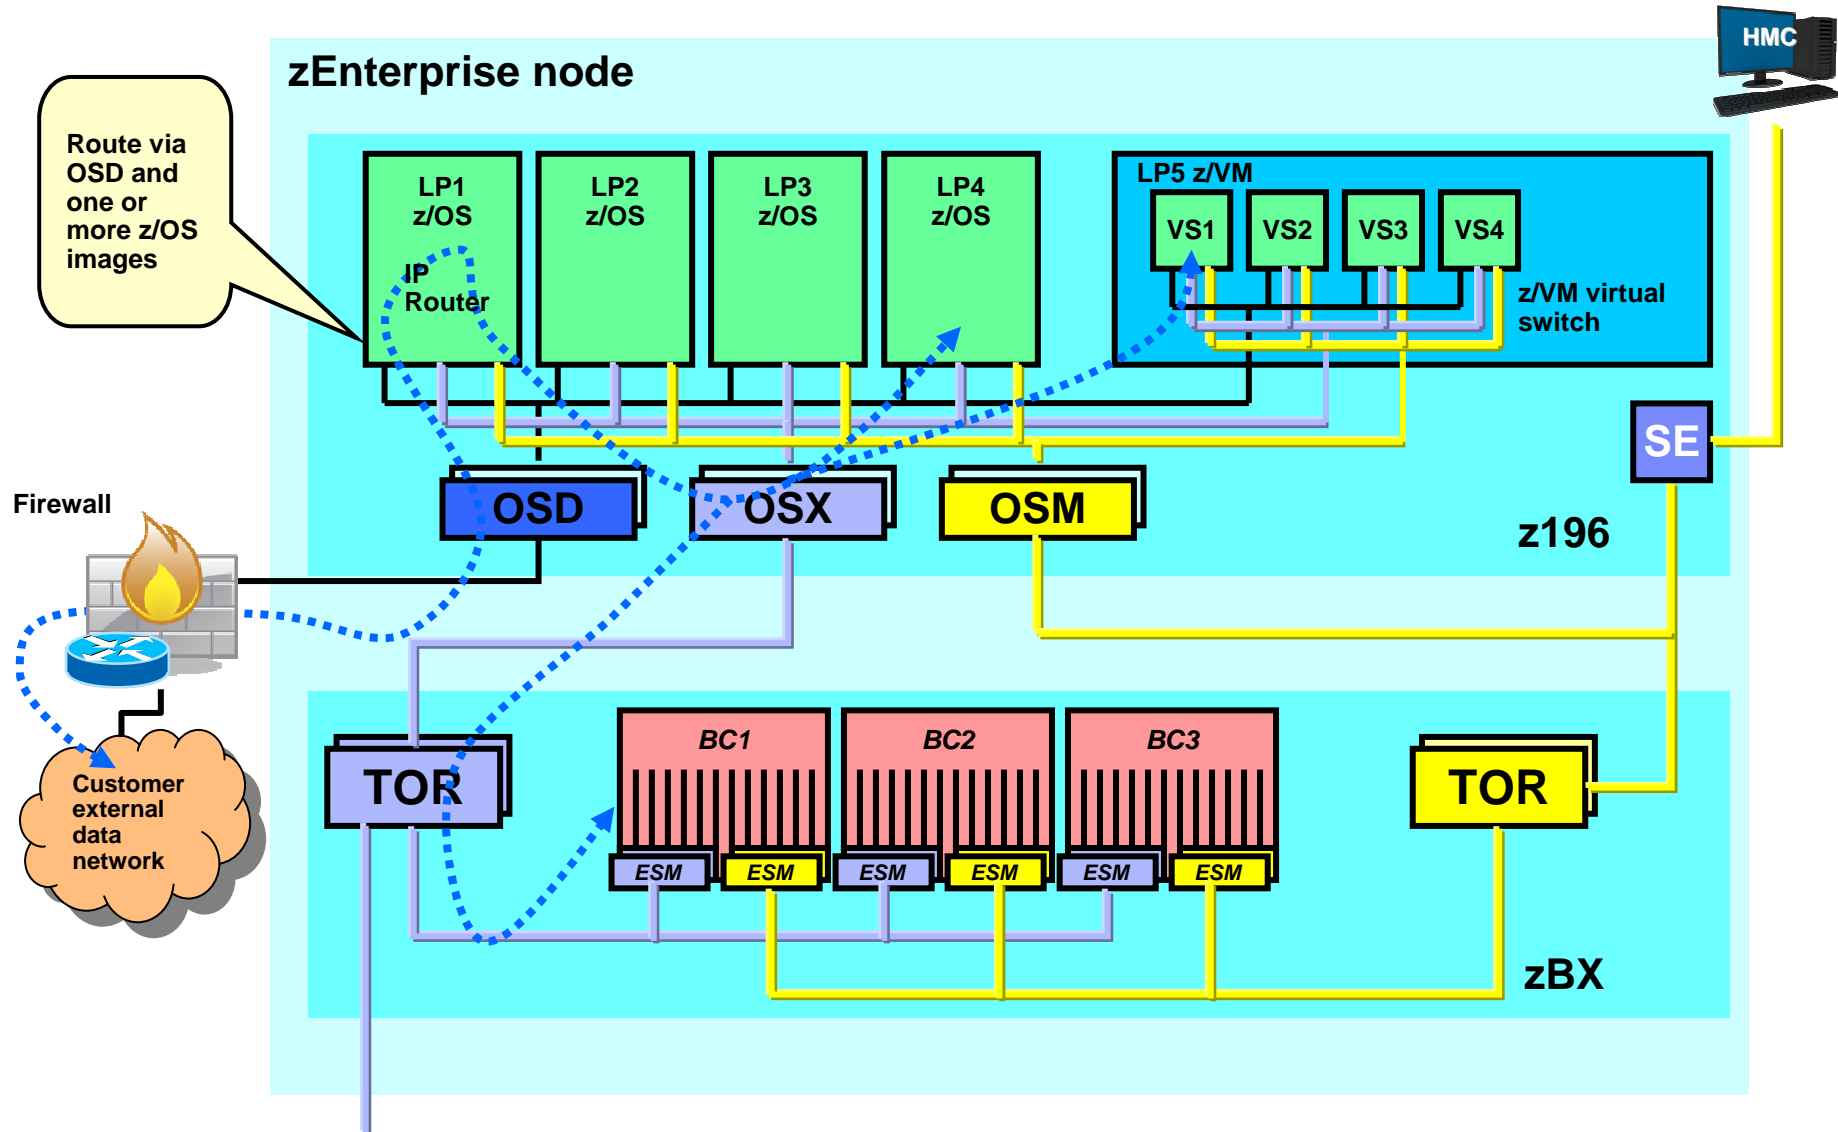 HMC
zEnterprise node
Route via
OSD and
one or
more z/OS
images
LP1
z/OS
IP
Router
LP2
z/OS
LP3
z/OS
LP4
z/OS
LP5 z/VM
VS1
VS2
VS3
VS4
z/VM virtual
switch
SE
Firewall
OSD
OSX
OSM
z196
Customer
external
data
network
TOR
BC1
BC2
BC3
TOR
ESM
ESM
ESM
ESM
ESM
ESM
zBX